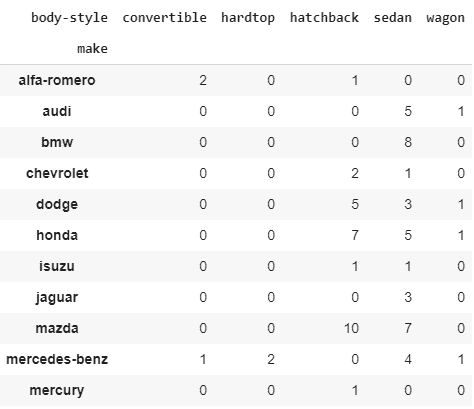 body-style convertible hardtop hatchback sedan wagon
make
alfa-romero 2 0 1 0 0
audi 0 0 0 5 1
bmw 0 0 0 8 0
chevrolet 0 0 2 1 0
dodge 0 0 5 3 1
honda 0 0 7 5 1
isuzu 0 0 1 1 0
jaguar 0 0 0 3 0
mazda 0 0 10 7 0
mercedes-benz 1 2 0 4 1
mercury 0 0 1 0 0